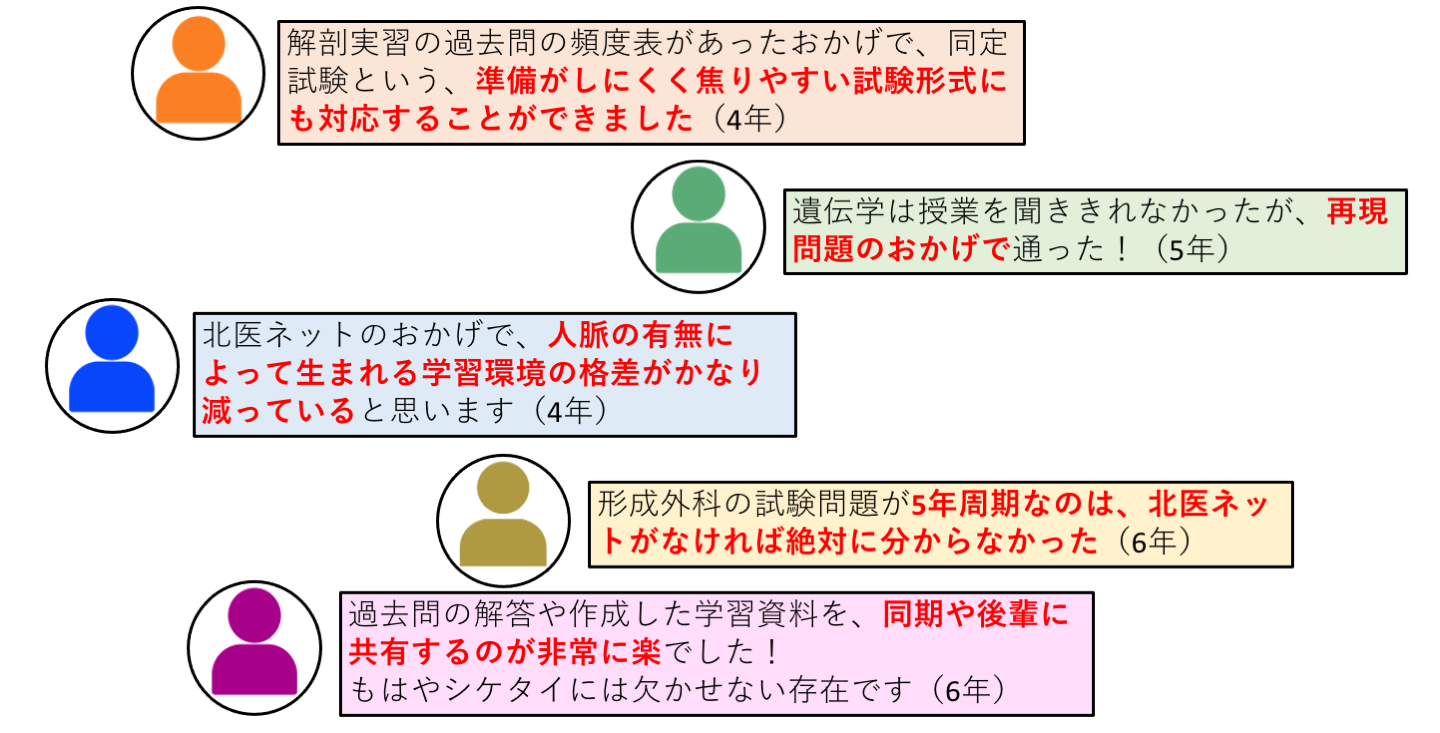 解剖実習の過去問の頻度表があったおかげで、同定
試験という、準備がしにくく焦りやすい試験形式に
も対応することができました（4年）
遺伝学は授業を聞ききれなかったが、再現
問題のおかげで通った！（5年）
北医ネットのおかげで、人脈の有無に
よって生まれる学習環境の格差がかなり
減っていると思います（4年）
形成外科の試験問題が5年周期なのは、北医ネッ
トがなければ絶対に分からなかった（6年）
過去問の解答や作成した学習資料を、同期や後輩に
共有するのが非常に楽でした！
もはやシケタイには欠かせない存在です（6年）